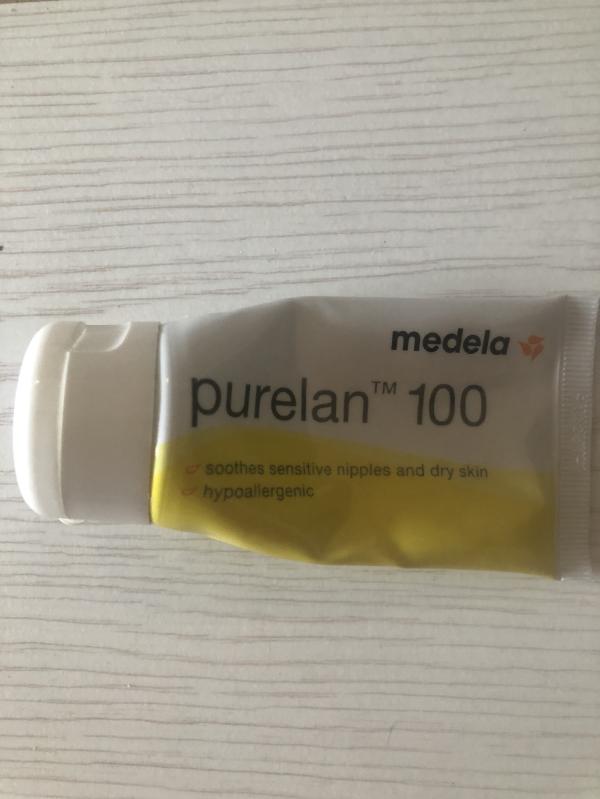 medela
purelan™ 100
soothes sensitive nipples and dry skin
hypoallergenic